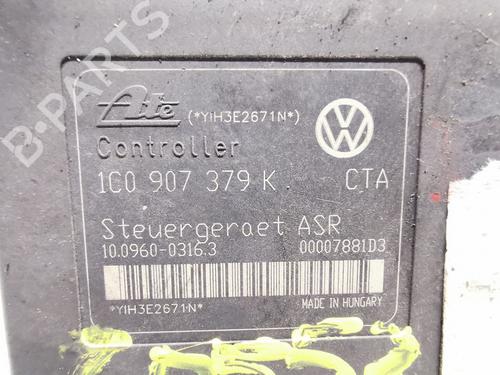 B-PARTS
Ate (*YIH3E2671N*)
Controller
1C0 907 379 K CTA
Steuergeraet ASR
10.0960-0316.3 00007881D3
*YIH3E2671N* MADE IN HUNGARY